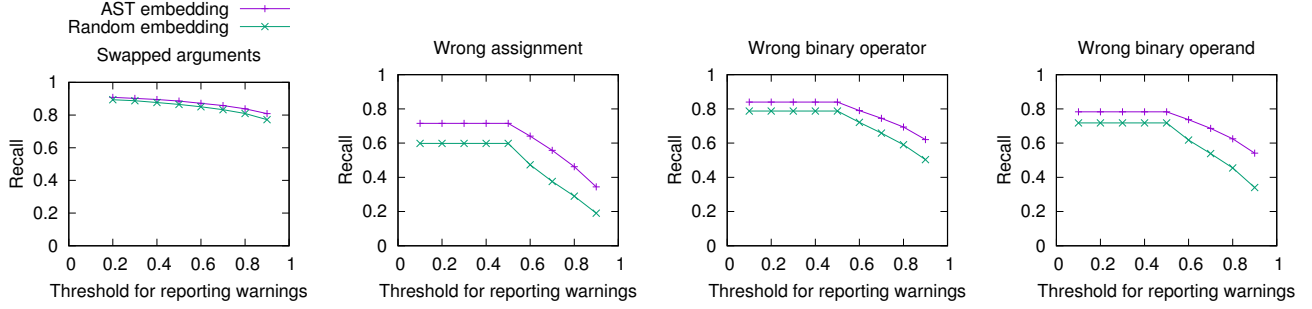 AST embedding
Random embedding
Swapped arguments
1
0.8
0.6
0.4
0.2
0
Recall
0 0.2 0.4 0.6 0.8 1
Threshold for reporting warnings
Wrong assignment
1
0.8
0.6
0.4
0.2
0
Recall
0 0.2 0.4 0.6 0.8 1
Threshold for reporting warnings
Wrong binary operator
1
0.8
0.6
0.4
0.2
0
Recall
0 0.2 0.4 0.6 0.8 1
Threshold for reporting warnings
Wrong binary operand
1
0.8
0.6
0.4
0.2
0
Recall
0 0.2 0.4 0.6 0.8 1
Threshold for reporting warnings